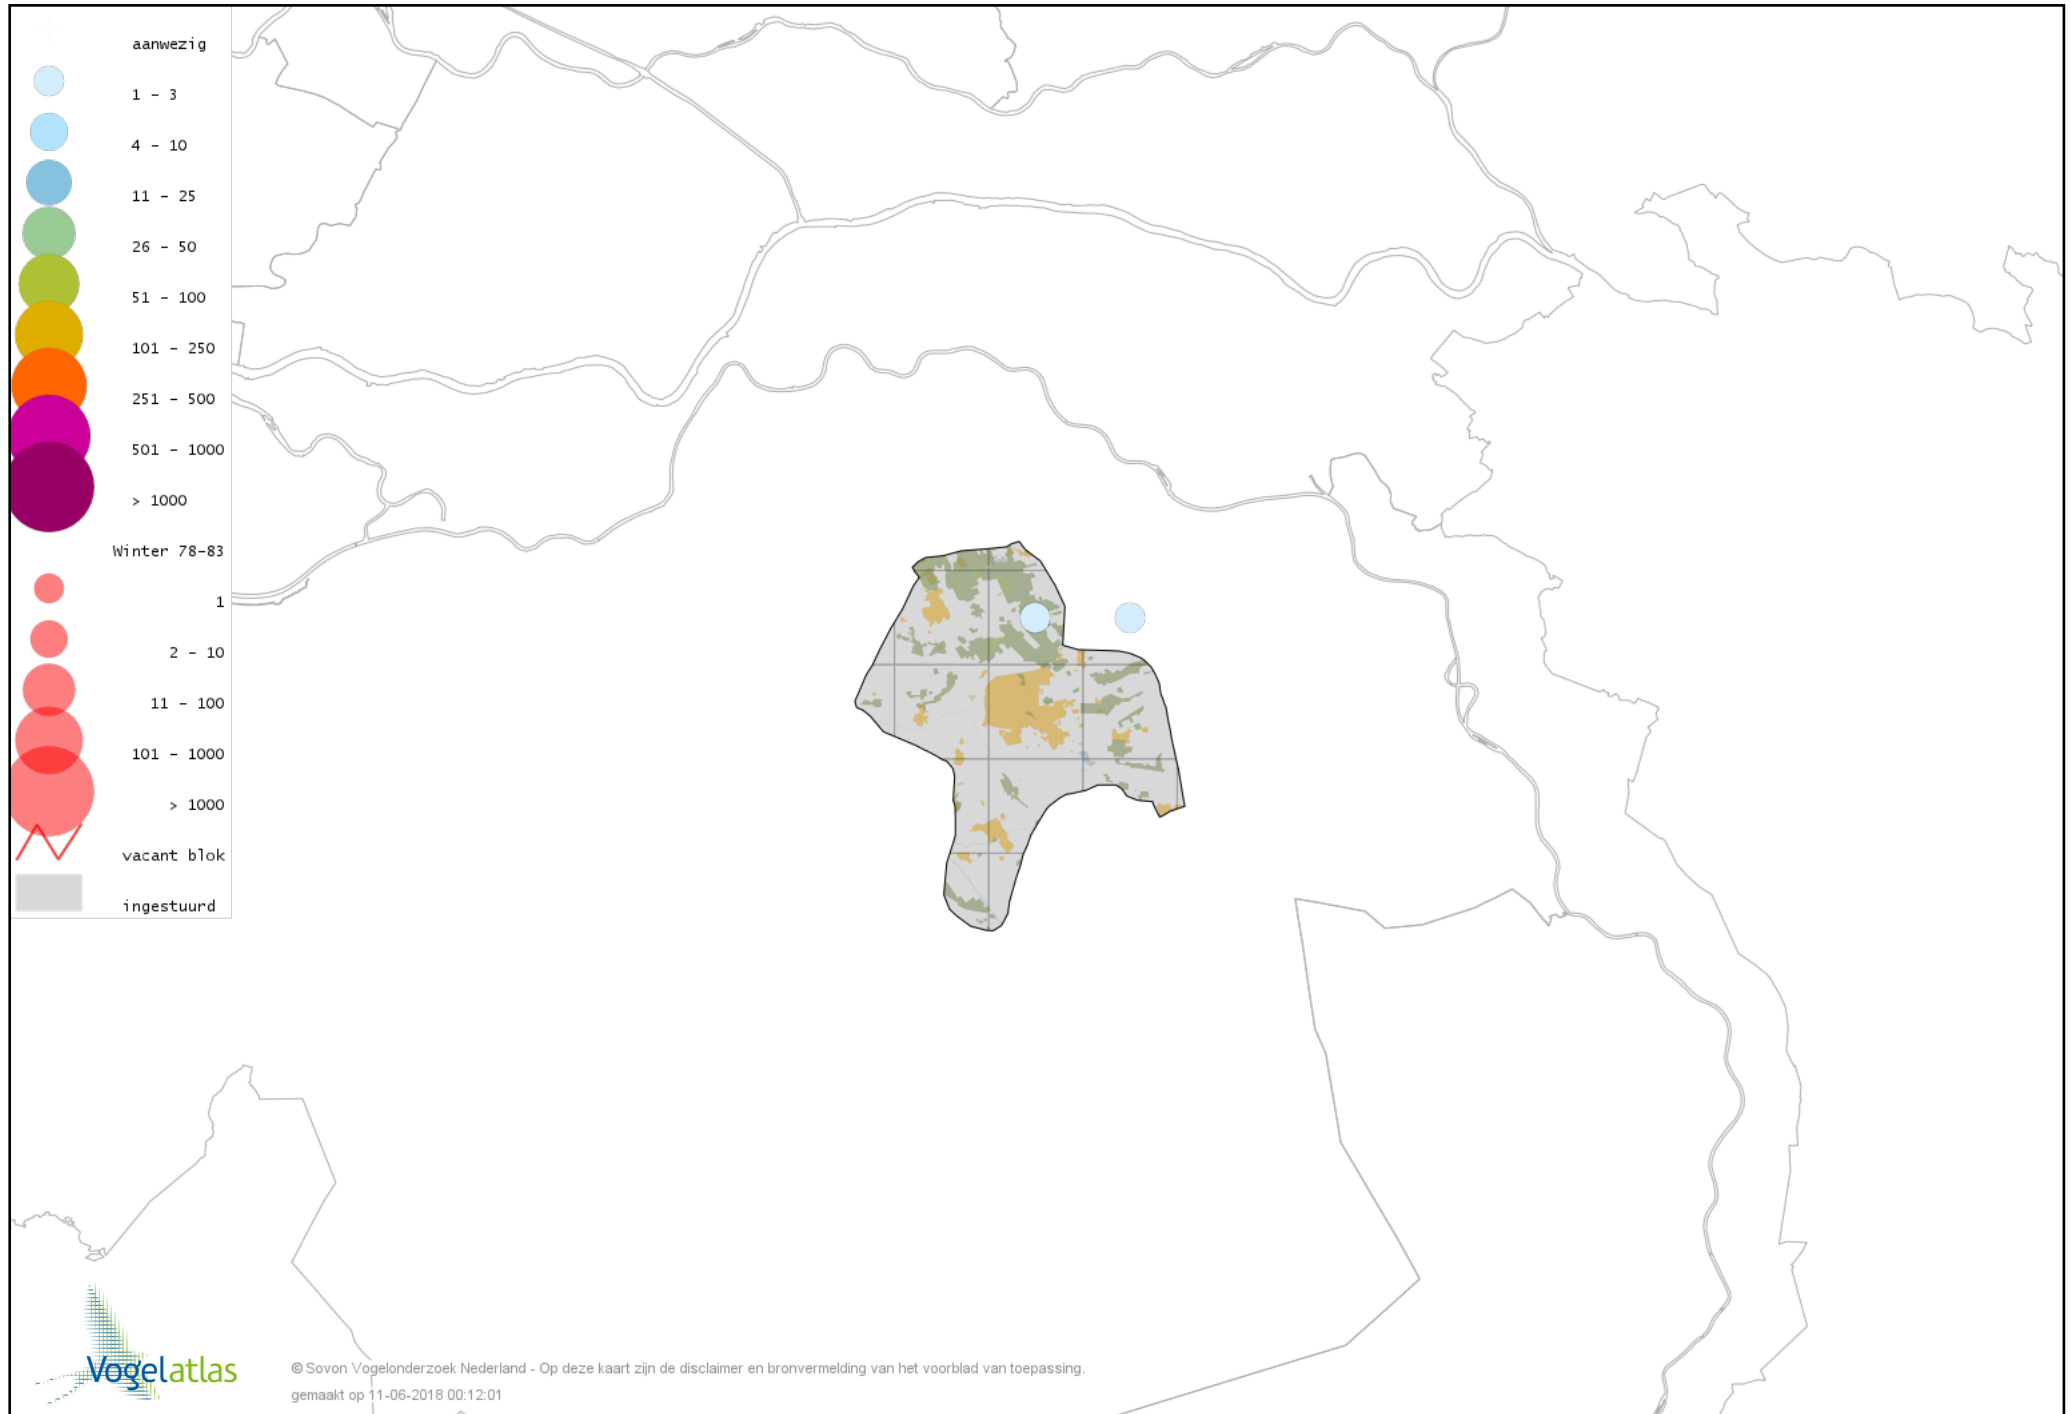 aanwezig
1 - 3
4 - 10
11 - 25
26 - 50
51 - 100
101 - 250
251 - 500
501 - 1000
> 1000
Winter 78-83
1
2 - 10
11 - 100
101 - 1000
> 1000
vacant blok
ingestuurd
Vogelatlas
© Sovon Vogelonderzoek Nederland - Op deze kaart zijn de disclaimer en bronvermelding van het voorblad van toepassing.
gemaakt op 11-06-2018 00:12:01